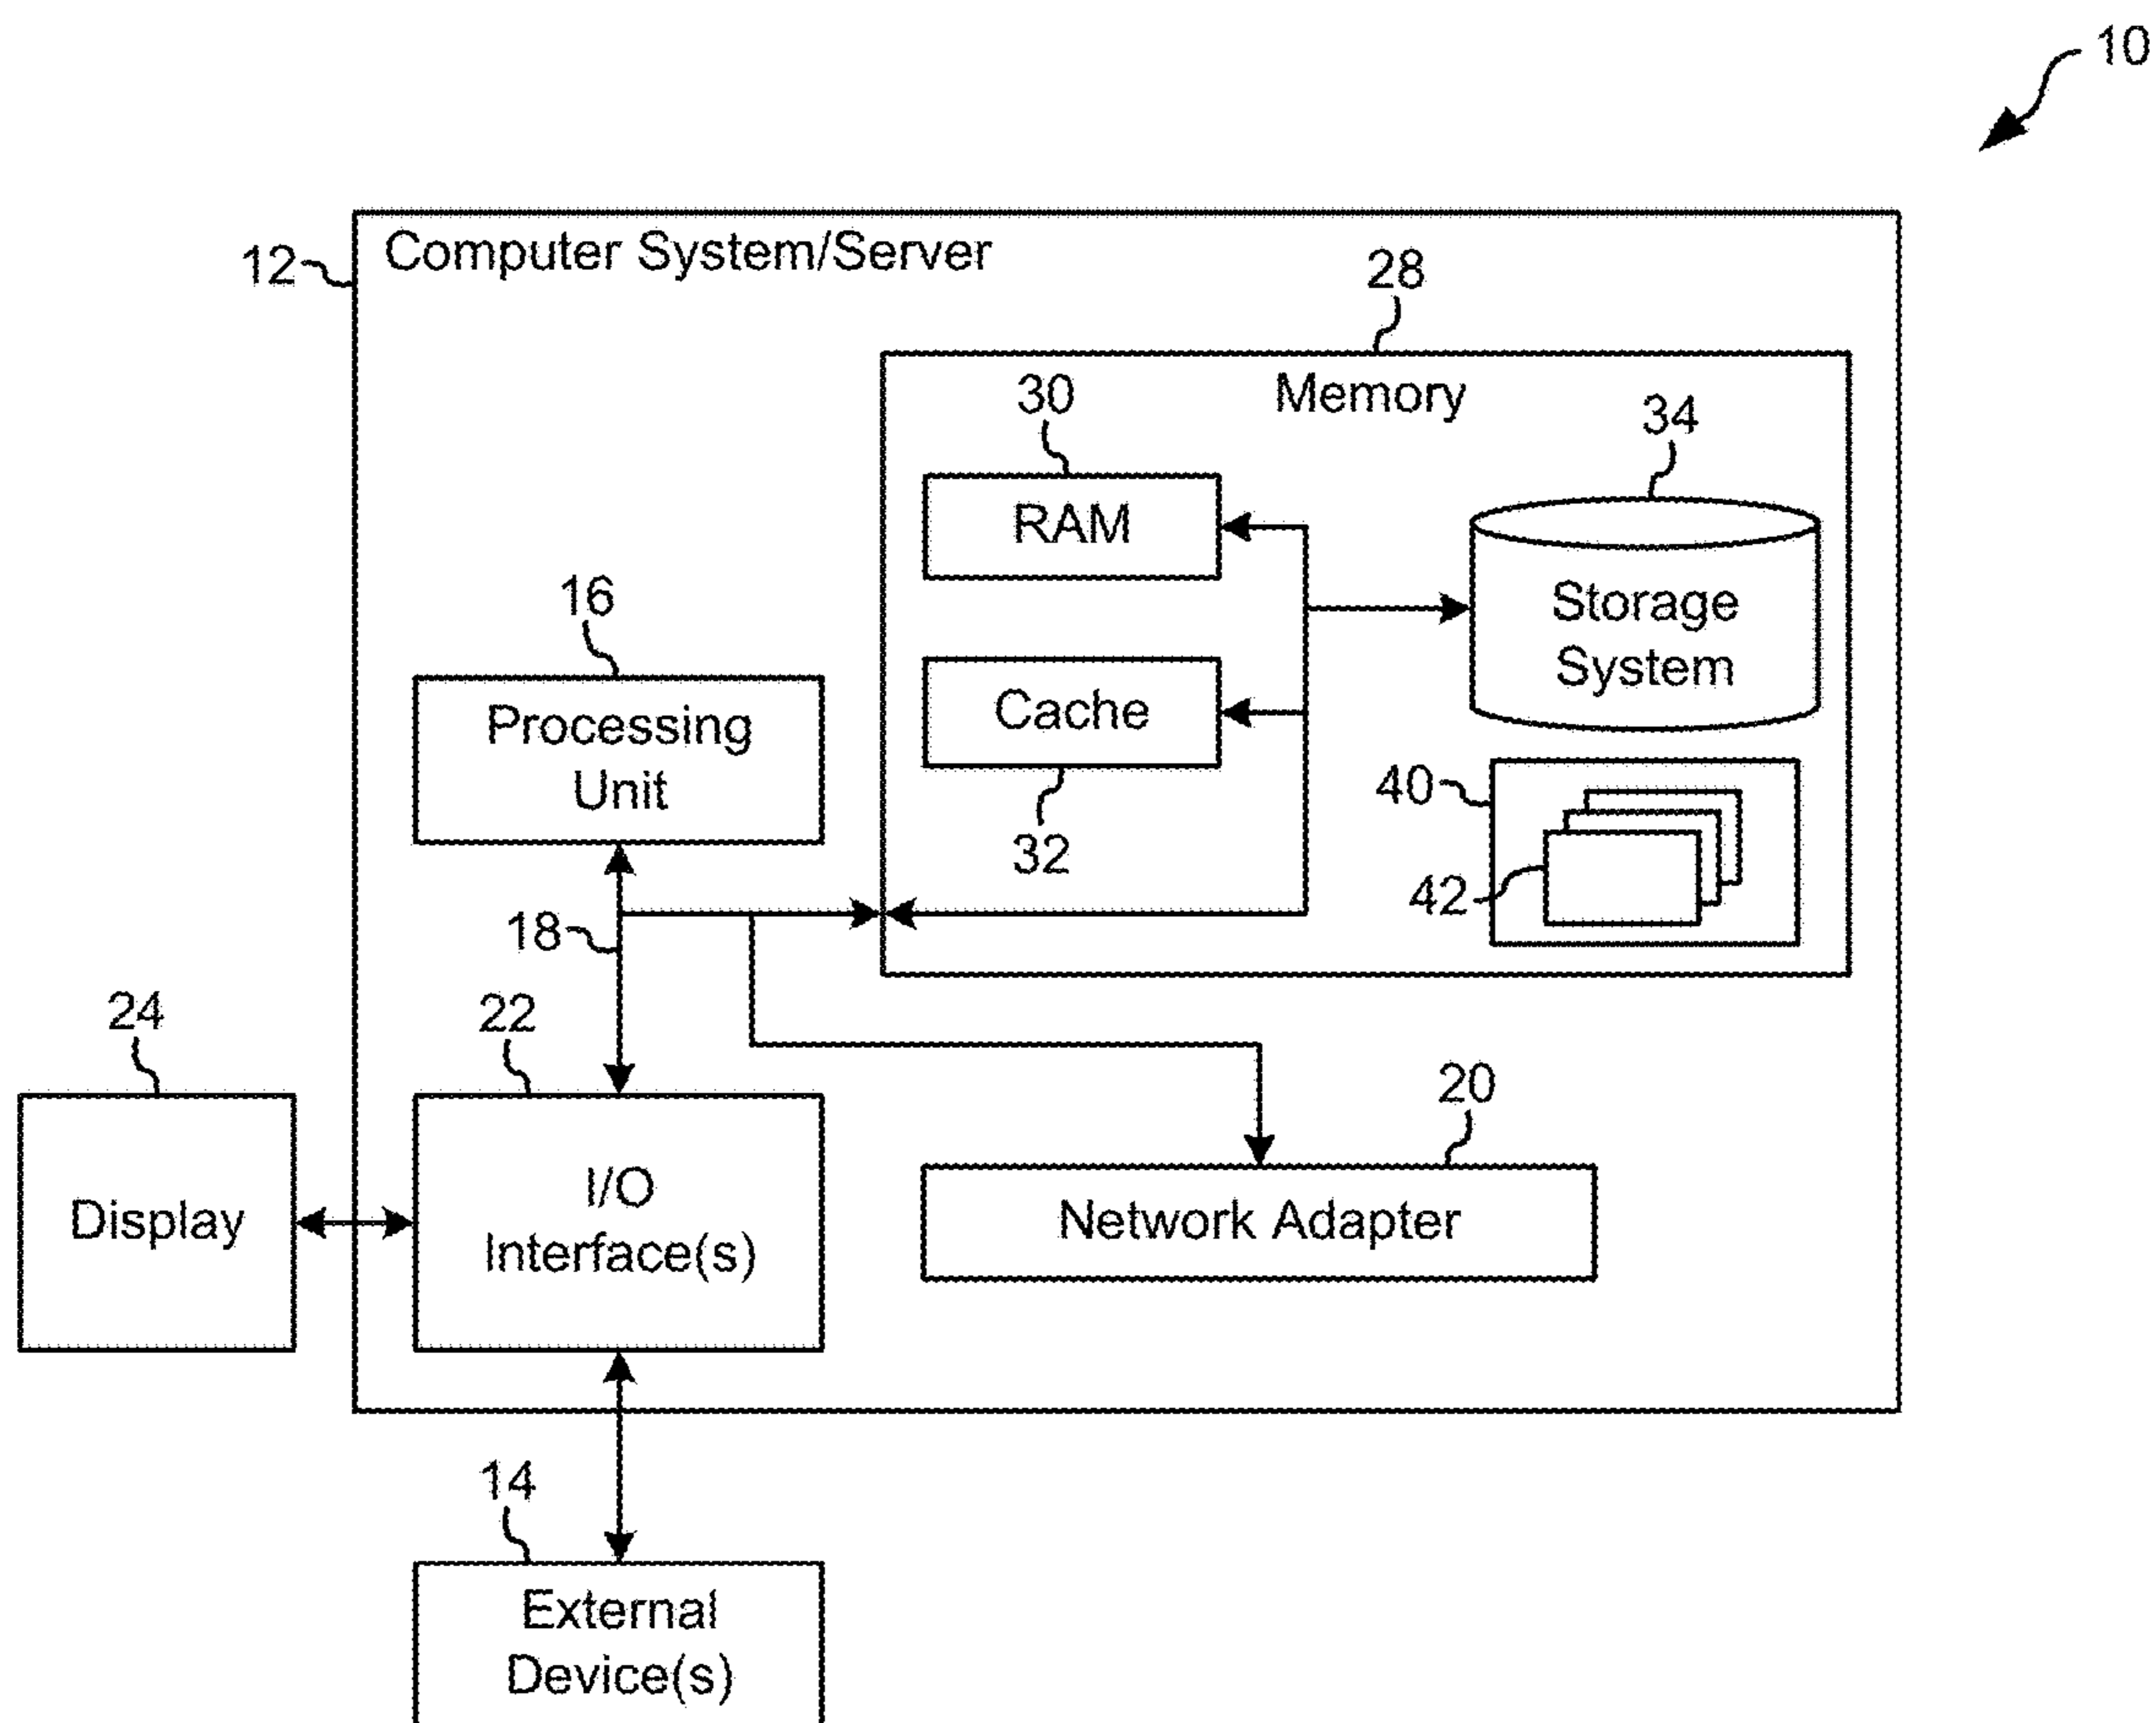 10
12
Computer System/Server
28
Memory
30
RAM
34
Storage
System
16
Processing
Unit
Cache
32
40
42
18
24
Display
22
I/O
Interface(s)
20
Network Adapter
14
External
Device(s)